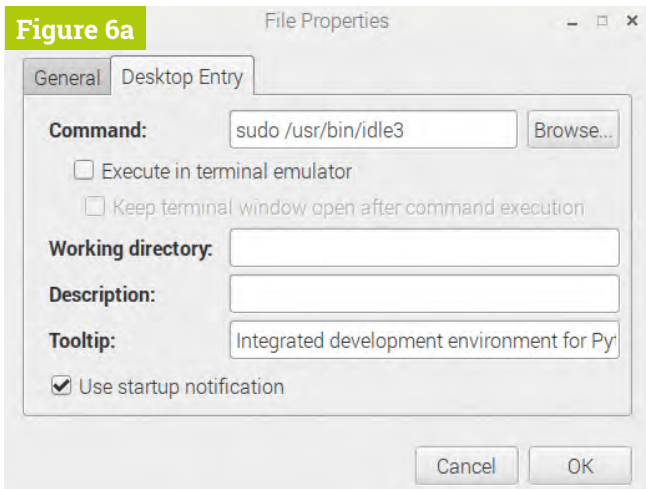 Figure 6a
File Properties
General Desktop Entry
Command: sudo /usr/bin/idle3 Browse...
Execute in terminal emulator
Keep terminal window open after command execution
Working directory:
Description:
Tooltip: Integrated development environment for Pyt
Use startup notification
Cancel OK